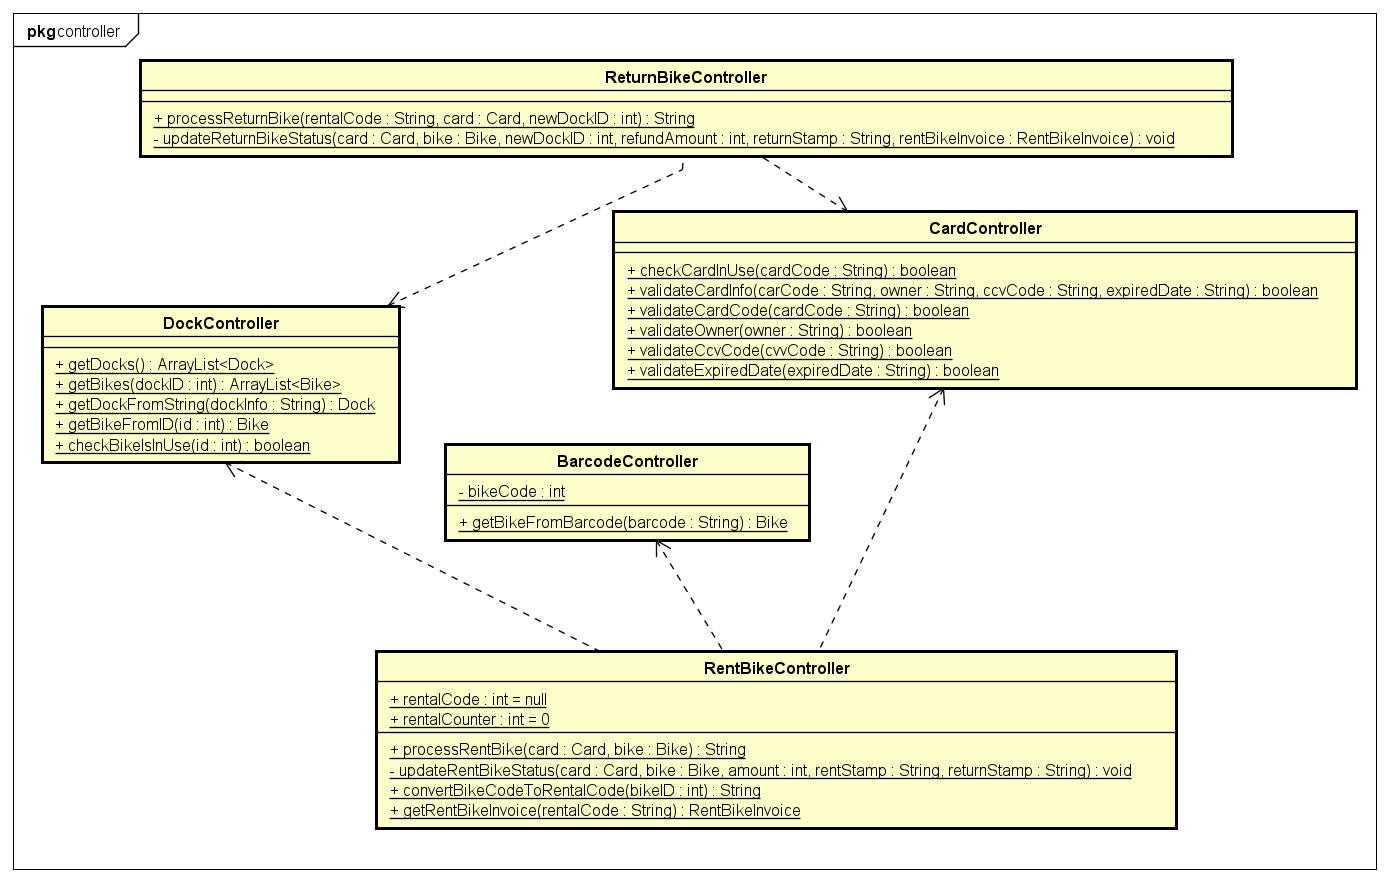 pkg controller
ReturnBikeController
+ processReturnBike(rentalCode : String, card : Card, newDockID : int) : String
- updateReturnBikeStatus(card : Card, bike : Bike, newDockID : int, refundAmount : int, returnStamp : String, rentBikeInvoice : RentBikeInvoice) : void
CardController
+ checkCardInUse(cardCode : String) : boolean
+ validateCardInfo(carCode : String, owner : String, ccvCode : String, expiredDate : String) : boolean
+ validateCardCode(cardCode : String) : boolean
+ validateOwner(owner : String) : boolean
+ validateCcvCode(cvvCode : String) : boolean
+ validateExpiredDate(expiredDate : String) : boolean
DockController
+ getDocks() : ArrayList<Dock>
+ getBikes(dockID : int) : ArrayList<Bike>
+ getDockFromString(dockInfo : String) : Dock
+ getBikeFromID(id : int) : Bike
+ checkBikeIsInUse(id : int) : boolean
BarcodeController
- bikeCode : int
+ getBikeFromBarcode(barcode : String) : Bike
RentBikeController
+ rentalCode : int = null
+ rentalCounter : int = 0
+ processRentBike(card : Card, bike : Bike) : String
- updateRentBikeStatus(card : Card, bike : Bike, amount : int, rentStamp : String, returnStamp : String) : void
+ convertBikeCodeToRentalCode(bikeID : int) : String
+ getRentBikeInvoice(rentalCode : String) : RentBikeInvoice